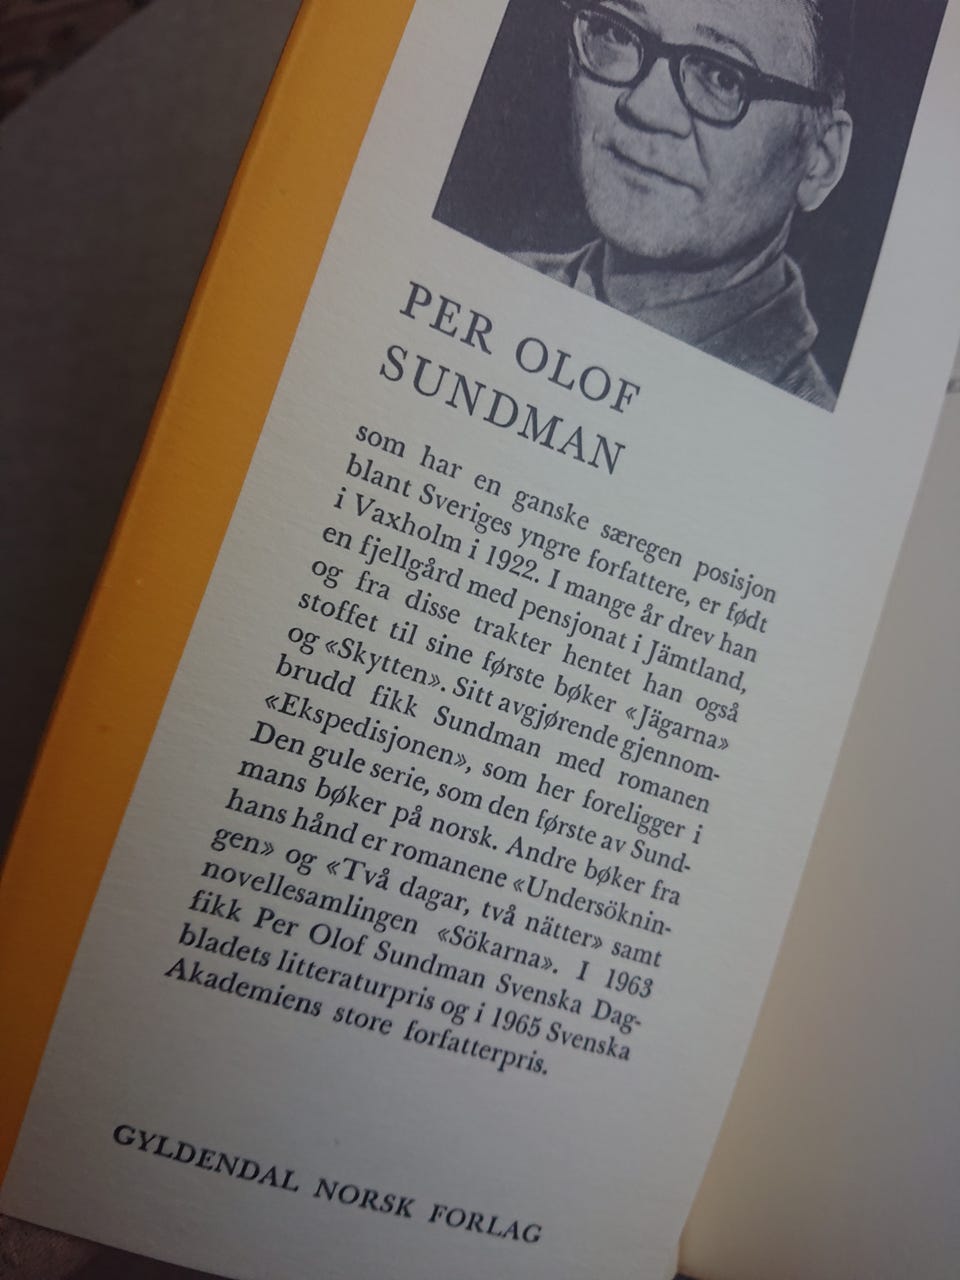 PER OLOF
SUNDMAN
som har en ganske særegen posisjon
blant Sveriges yngre forfattere, er født
i Vaxholm i 1922. I mange år drev han
en fjellgård med pensjonat i Jämtland,
og fra disse trakter hentet han også
stoffet til sine første bøker «Jägarna»
og «Skytten». Sitt avgjørende gjennom-
brudd fikk Sundman med romanen
«Ekspedisjonen», som her foreligger i
Den gule serie, som den første av Sund-
mans bøker på norsk. Andre bøker fra
hans hånd er romanene «Undersöknin-
gen» og «Två dagar, två nätter» samt
novellesamlingen «Sökarna». I 1963
fikk Per Olof Sundman Svenska Dag-
bladets litteraturpris og i 1965 Svenska
Akademiens store forfatterpris.
GYLDENDAL NORSK FORLAG